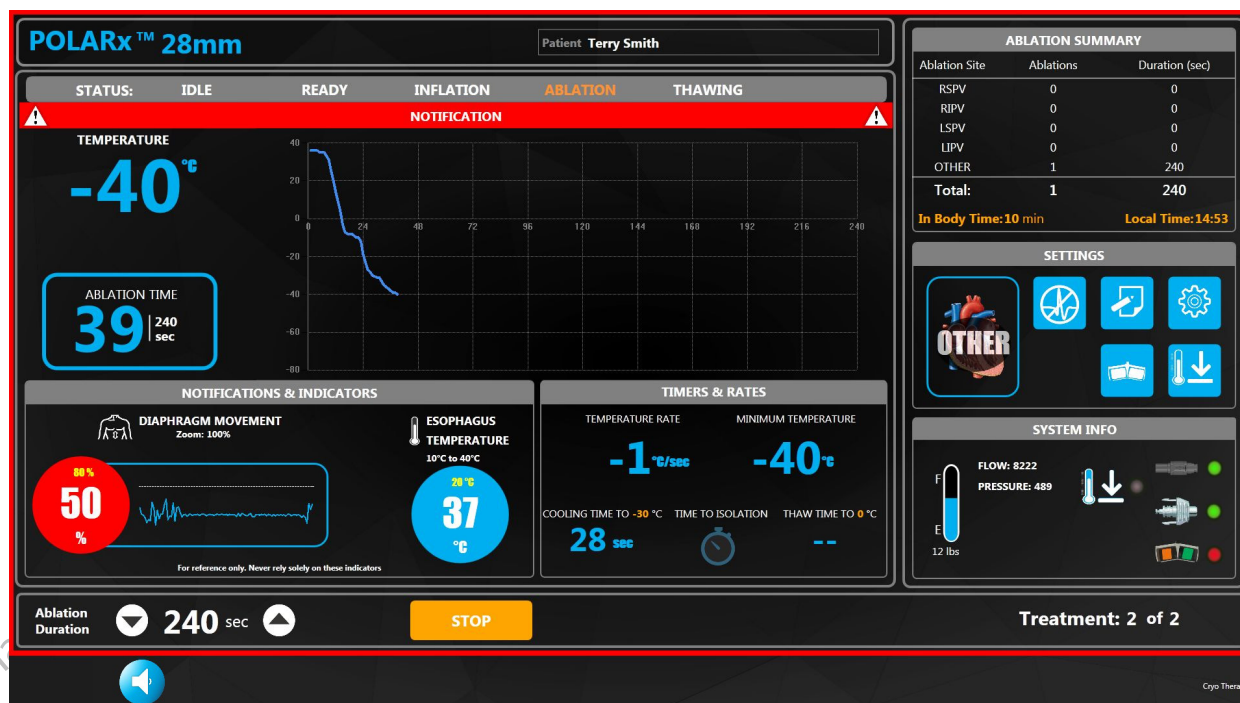 POLARx™ 28mm
Patient Terry Smith
STATUS: IDLE READY INFLATION ABLATION THAWING
NOTIFICATION
TEMPERATURE
-40 °C
ABLATION TIME
39 240 sec
40
20
0
0 24 48 72 96 120 144 168 192 216 240
-20
-40
-60
-80
NOTIFICATIONS & INDICATORS
DIAPHRAGM MOVEMENT
Zoom: 100%
80 %
50
%
ESOPHAGUS
TEMPERATURE
10°C to 40°C
20 °C
37
°C
For reference only. Never rely solely on these indicators
TIMERS & RATES
TEMPERATURE RATE MINIMUM TEMPERATURE
-1 °C/sec -40 °C
COOLING TIME TO -30 °C TIME TO ISOLATION THAW TIME TO 0 °C
28 sec --
Ablation
Duration
240 sec
STOP
Treatment: 2 of 2
ABLATION SUMMARY
Ablation Site Ablations Duration (sec)
RSPV 0 0
RIPV 0 0
LSPV 0 0
LIPV 0 0
OTHER 1 240
Total: 1 240
In Body Time: 10 min Local Time: 14:53
SETTINGS
OTHER
SYSTEM INFO
F
E
12 lbs
FLOW: 8222
PRESSURE: 489
Cryo